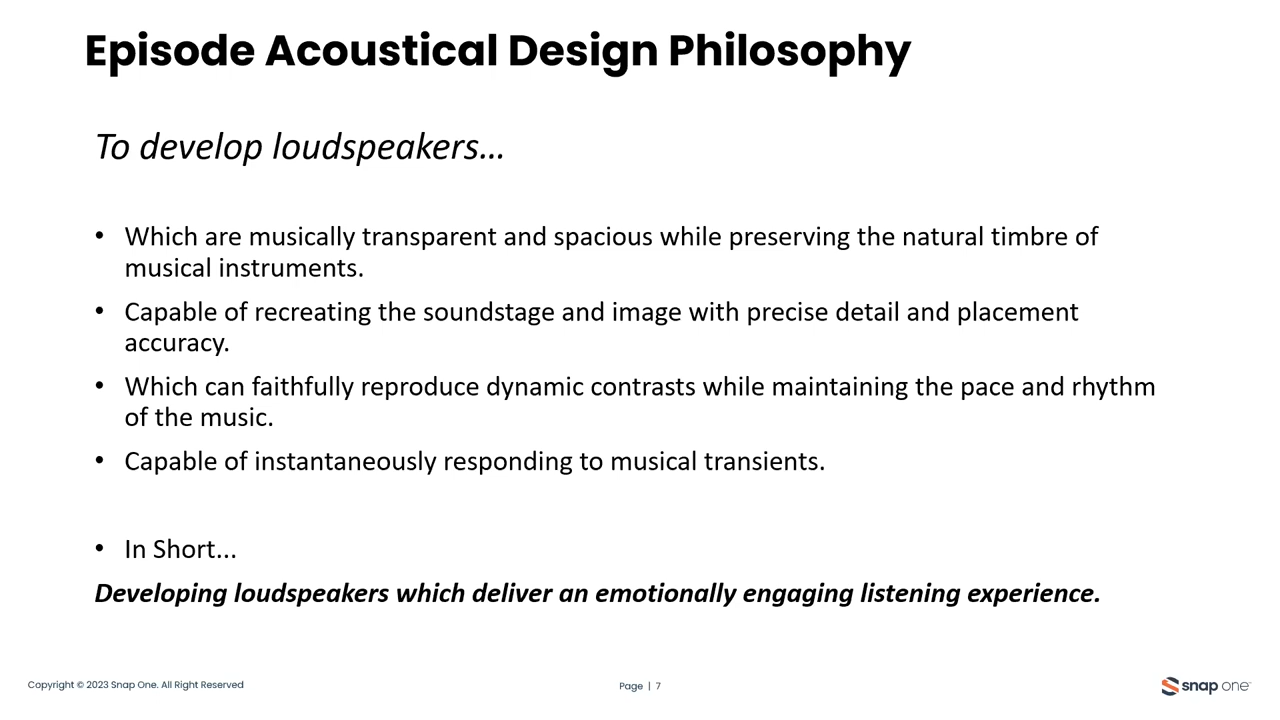 Episode Acoustical Design Philosophy
To develop loudspeakers...
• Which are musically transparent and spacious while preserving the natural timbre of
musical instruments.
• Capable of recreating the soundstage and image with precise detail and placement
accuracy.
• Which can faithfully reproduce dynamic contrasts while maintaining the pace and rhythm
of the music.
• Capable of instantaneously responding to musical transients.
• In Short...
Developing loudspeakers which deliver an emotionally engaging listening experience.
Copyright © 2023 Snap One. All Right Reserved
Page | 7
snap one